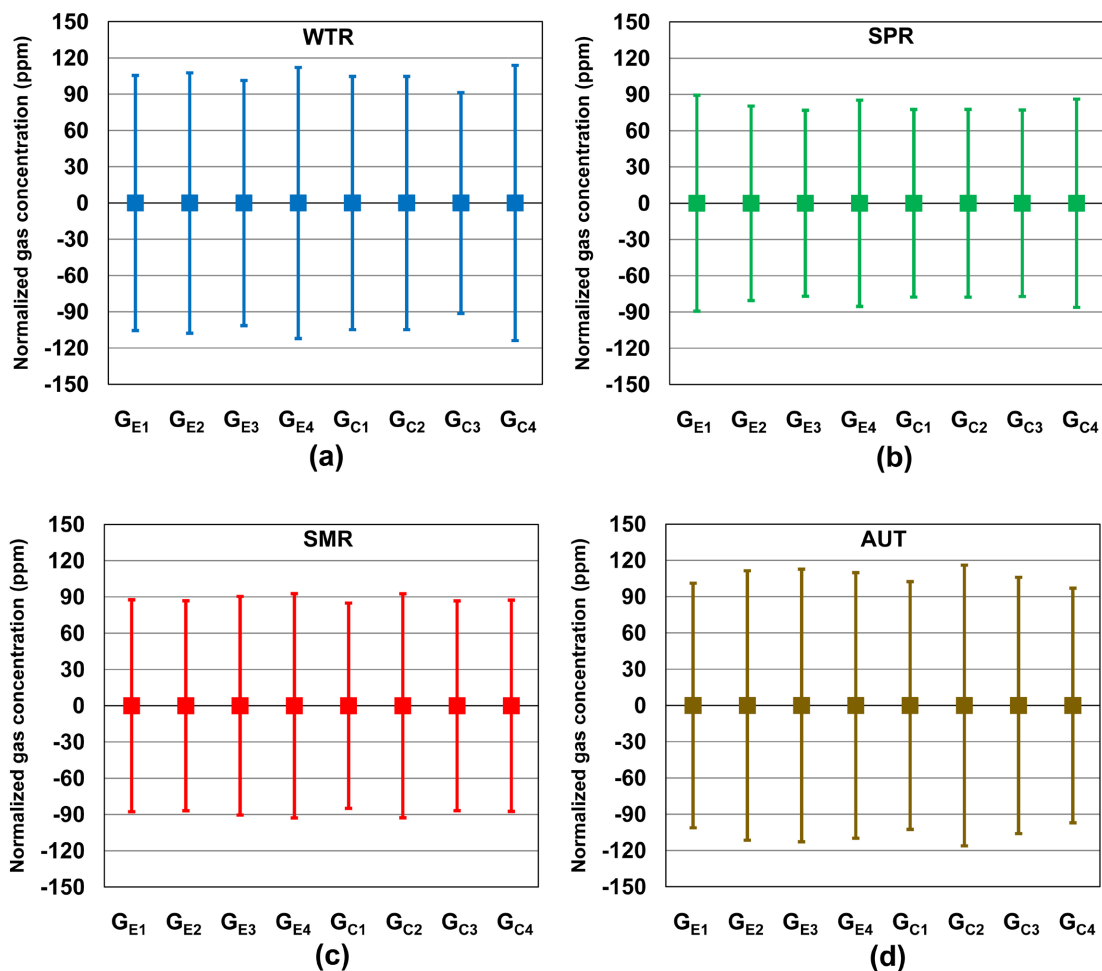 WTR
Normalized gas concentration (ppm)
150
120
90
60
30
0
-30
-60
-90
-120
-150
GE1 GE2 GE3 GE4 GC1 GC2 GC3 GC4
(a)
SPR
Normalized gas concentration (ppm)
150
120
90
60
30
0
-30
-60
-90
-120
-150
GE1 GE2 GE3 GE4 GC1 GC2 GC3 GC4
(b)
SMR
Normalized gas concentration (ppm)
150
120
90
60
30
0
-30
-60
-90
-120
-150
GE1 GE2 GE3 GE4 GC1 GC2 GC3 GC4
(c)
AUT
Normalized gas concentration (ppm)
150
120
90
60
30
0
-30
-60
-90
-120
-150
GE1 GE2 GE3 GE4 GC1 GC2 GC3 GC4
(d)